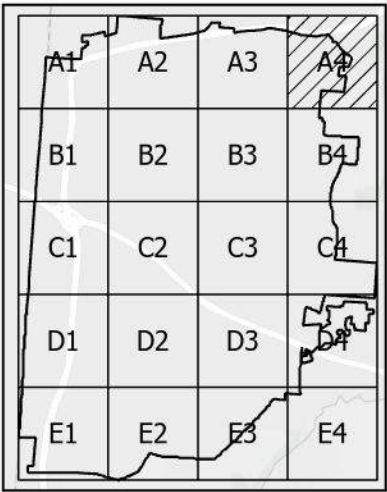 A1 A2 A3 A4
B1 B2 B3 B4
C1 C2 C3 C4
D1 D2 D3 D4
E1 E2 E3 E4